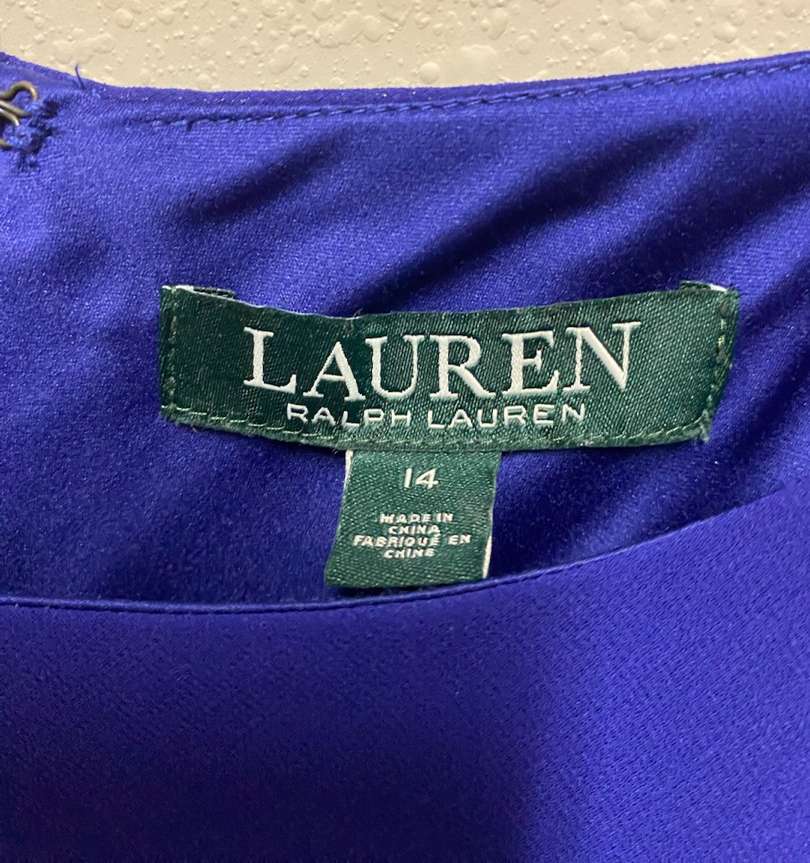 LAUREN
RALPH LAUREN
14
MADE IN
CHINA
FABRIQUÉ EN
CHINE